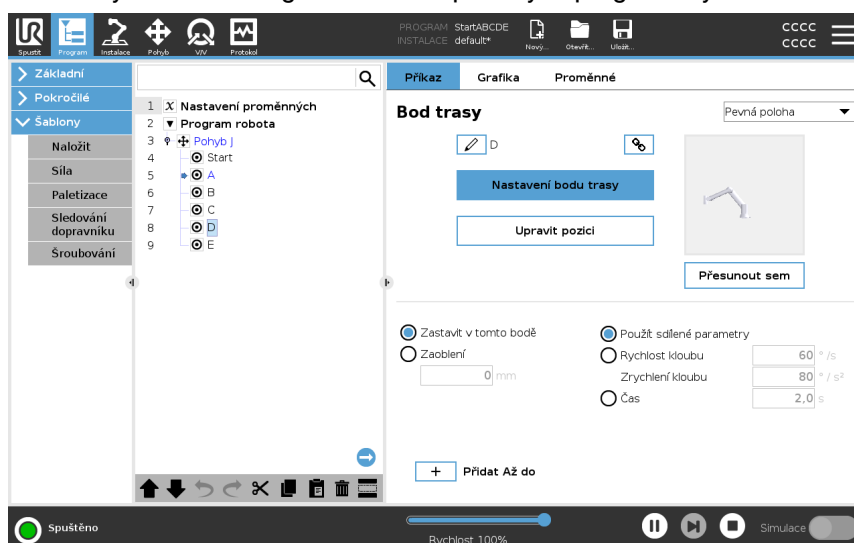 PROGRAM StartABCDE
INSTALACE default*
Spustit
Program
Instalace
Pohyb
V/V
Protokol
Nový...
Otevřít...
Uložit...
CCCC
CCCC
Základní
Pokročilé
Šablony
Naložit
Síla
Paletizace
Sledování
dopravníku
Šroubování
1 X Nastavení proměnných
2 Program robota
3 Pohyb J
4 Start
5 A
6 B
7 C
8 D
9 E
Příkaz
Grafika
Proměnné
Bod trasy
Pevná poloha
D
Nastavení bodu trasy
Upravit pozici
Přesunout sem
Zastavit v tomto bodě
Zaoblení
0 mm
Použít sdílené parametry
Rychlost kloubu 60 °/s
Zrychlení kloubu 80 °/s²
Čas 2,0 s
+ Přidat Až do
Spuštěno
Rychlost 100%
Simulace